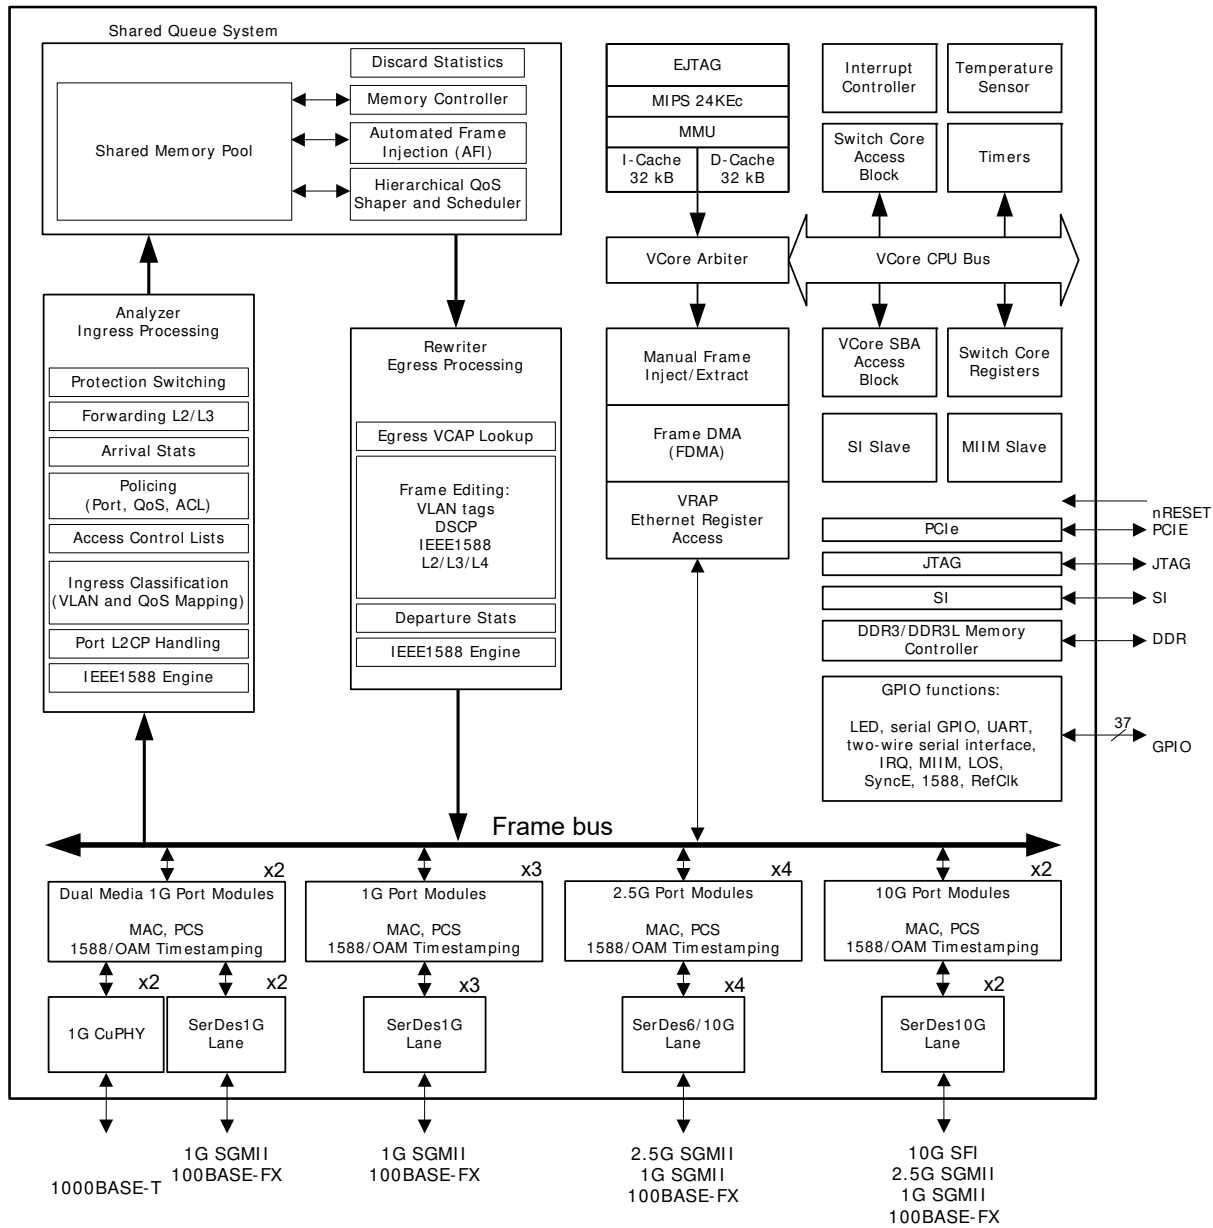 Shared Queue System
Discard Statistics
Shared Memory Pool
Memory Controller
Automated Frame
Injection (AFI)
Hierarchical QoS
Shaper and Scheduler
EJTAG
MIPS 24KEc
MMU
I-Cache
32 kB
D-Cache
32 kB
Interrupt
Controller
Temperature
Sensor
Switch Core
Access
Block
Timers
VCore Arbiter
VCore CPU Bus
Analyzer
Ingress Processing
Protection Switching
Forwarding L2/L3
Arrival Stats
Policing
(Port, QoS, ACL)
Access Control Lists
Ingress Classification
(VLAN and QoS Mapping)
Port L2CP Handling
IEEE1588 Engine
Rewriter
Egress Processing
Egress VCAP Lookup
Frame Editing:
VLAN tags
DSCP
IEEE1588
L2/L3/L4
Departure Stats
IEEE1588 Engine
Manual Frame
Inject/Extract
Frame DMA
(FDMA)
VRAP
Ethernet Register
Access
VCore SBA
Access
Block
Switch Core
Registers
SI Slave
MIIM Slave
nRESET
PCIe
PCIE
JTAG
JTAG
SI
SI
DDR3/DDR3L Memory
Controller
DDR
GPIO functions:
LED, serial GPIO, UART,
two-wire serial interface,
IRQ, MIIM, LOS,
SyncE, 1588, RefClk
37
GPIO
Frame bus
x2
Dual Media 1G Port Modules
MAC, PCS
1588/OAM Timestamping
x3
1G Port Modules
MAC, PCS
1588/OAM Timestamping
x4
2.5G Port Modules
MAC, PCS
1588/OAM Timestamping
x2
10G Port Modules
MAC, PCS
1588/OAM Timestamping
x2
1G CuPHY
x2
SerDes1G
Lane
x3
SerDes1G
Lane
x4
SerDes6/10G
Lane
x2
SerDes10G
Lane
1000BASE-T
1G SGMII
100BASE-FX
1G SGMII
100BASE-FX
2.5G SGMII
1G SGMII
100BASE-FX
10G SFI
2.5G SGMII
1G SGMII
100BASE-FX